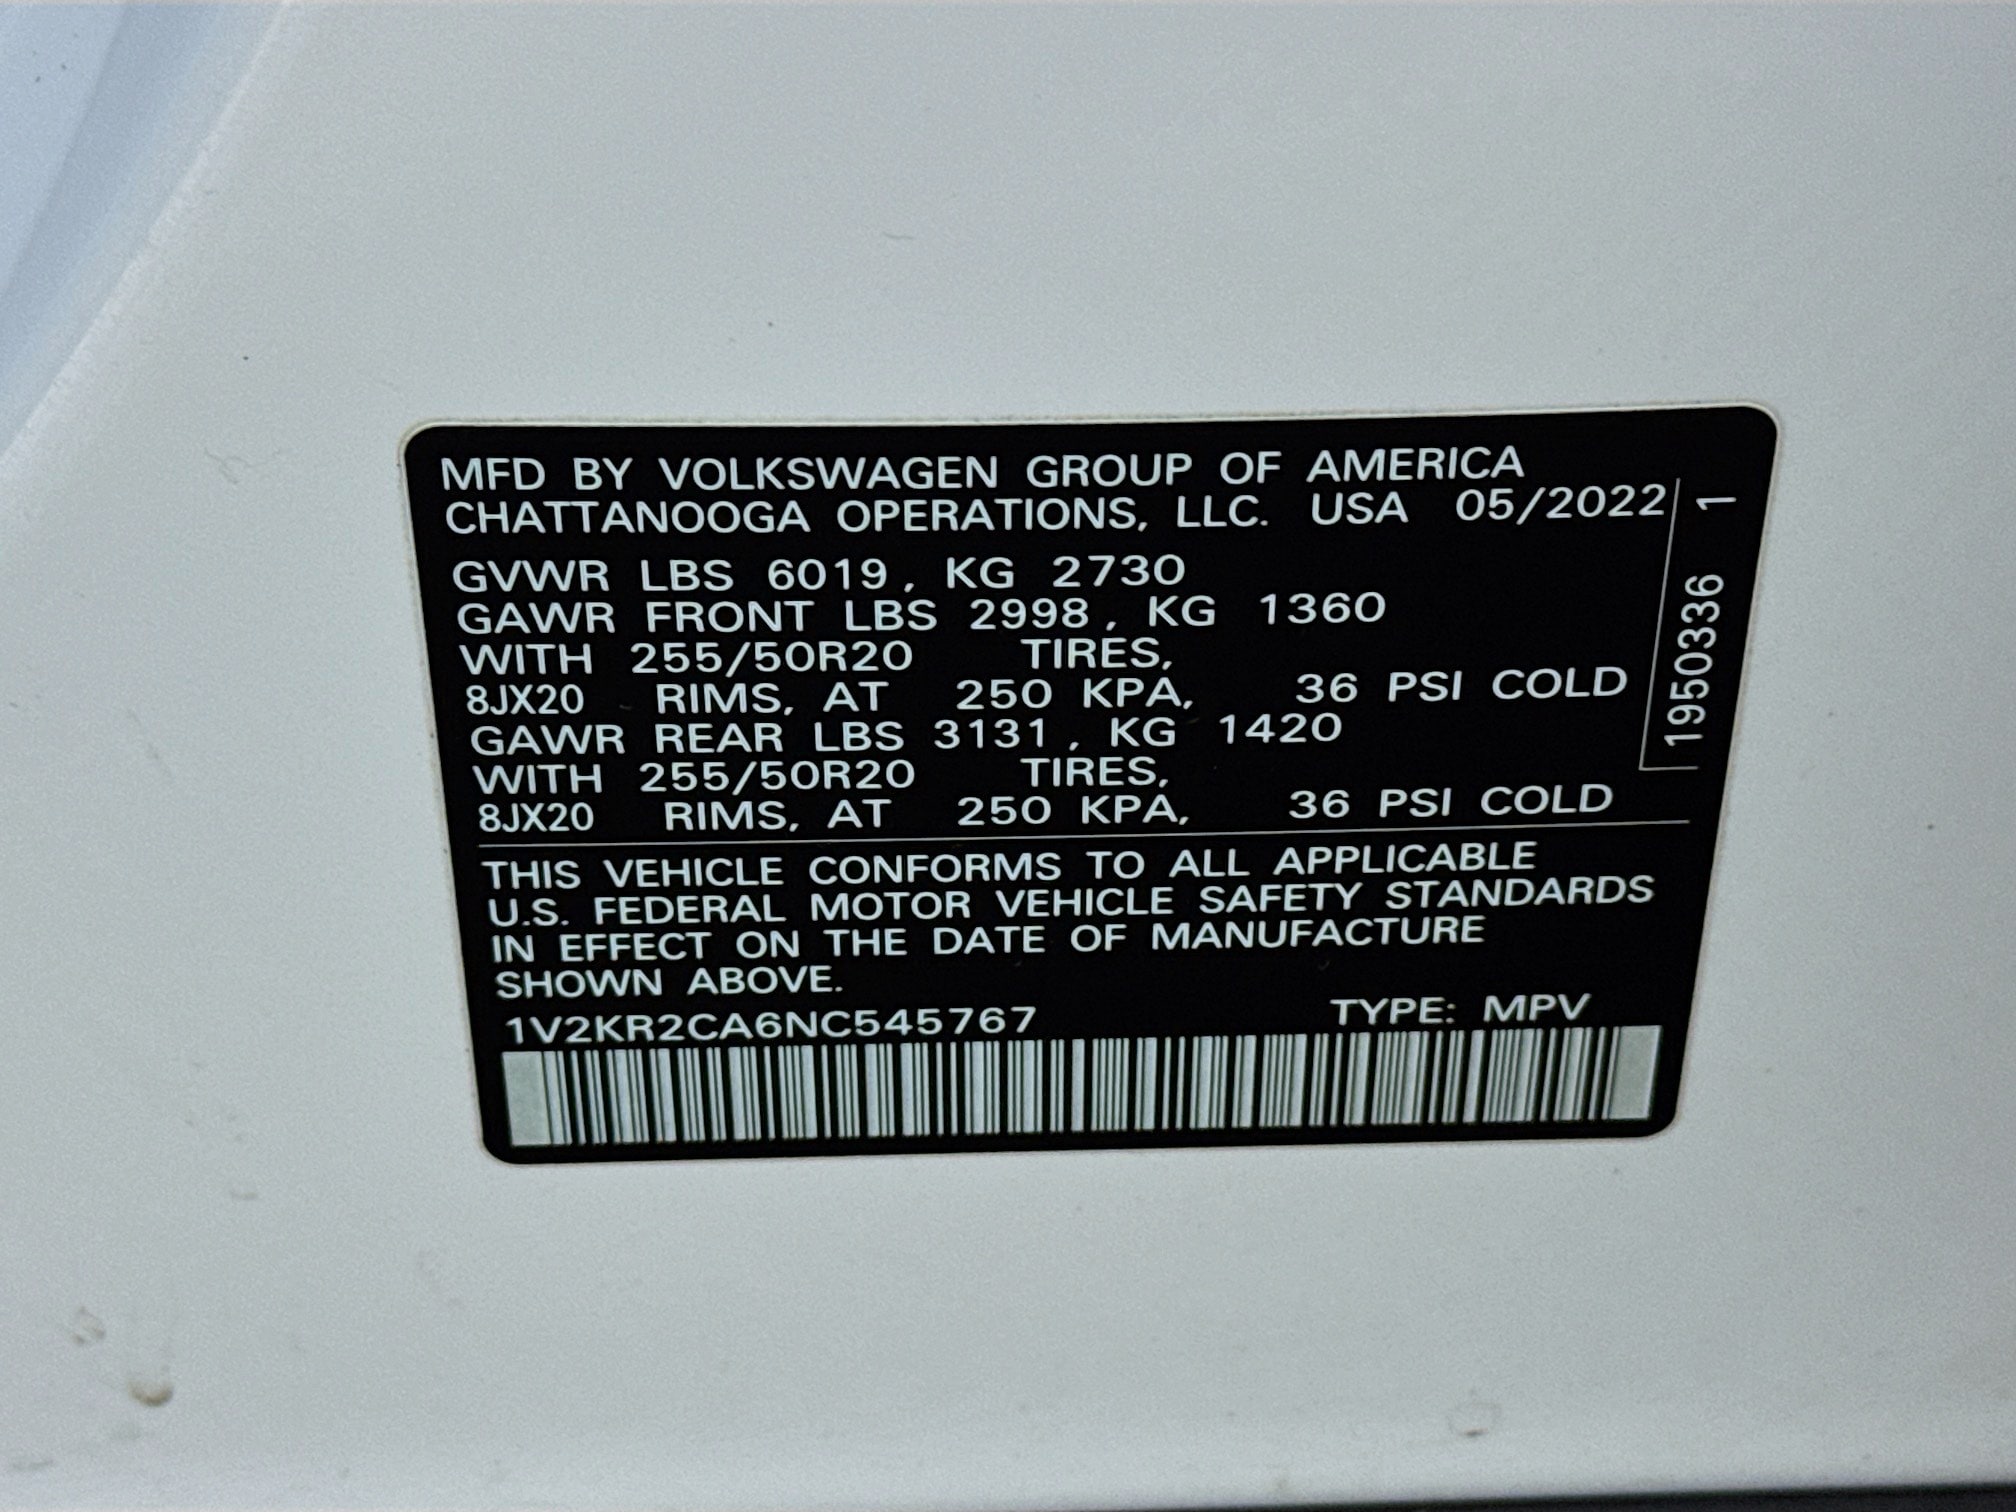 MFD BY VOLKSWAGEN GROUP OF AMERICA
CHATTANOOGA OPERATIONS, LLC. USA 05/2022
GVWR LBS 6019, KG 2730
GAWR FRONT LBS 2998, KG 1360
WITH 255/50R20 TIRES,
8JX20 RIMS, AT 250 KPA, 36 PSI COLD
GAWR REAR LBS 3131, KG 1420
WITH 255/50R20 TIRES,
8JX20 RIMS, AT 250 KPA, 36 PSI COLD
1950336 1
THIS VEHICLE CONFORMS TO ALL APPLICABLE
U.S. FEDERAL MOTOR VEHICLE SAFETY STANDARDS
IN EFFECT ON THE DATE OF MANUFACTURE
SHOWN ABOVE.
1V2KR2CA6NC545767 TYPE: MPV